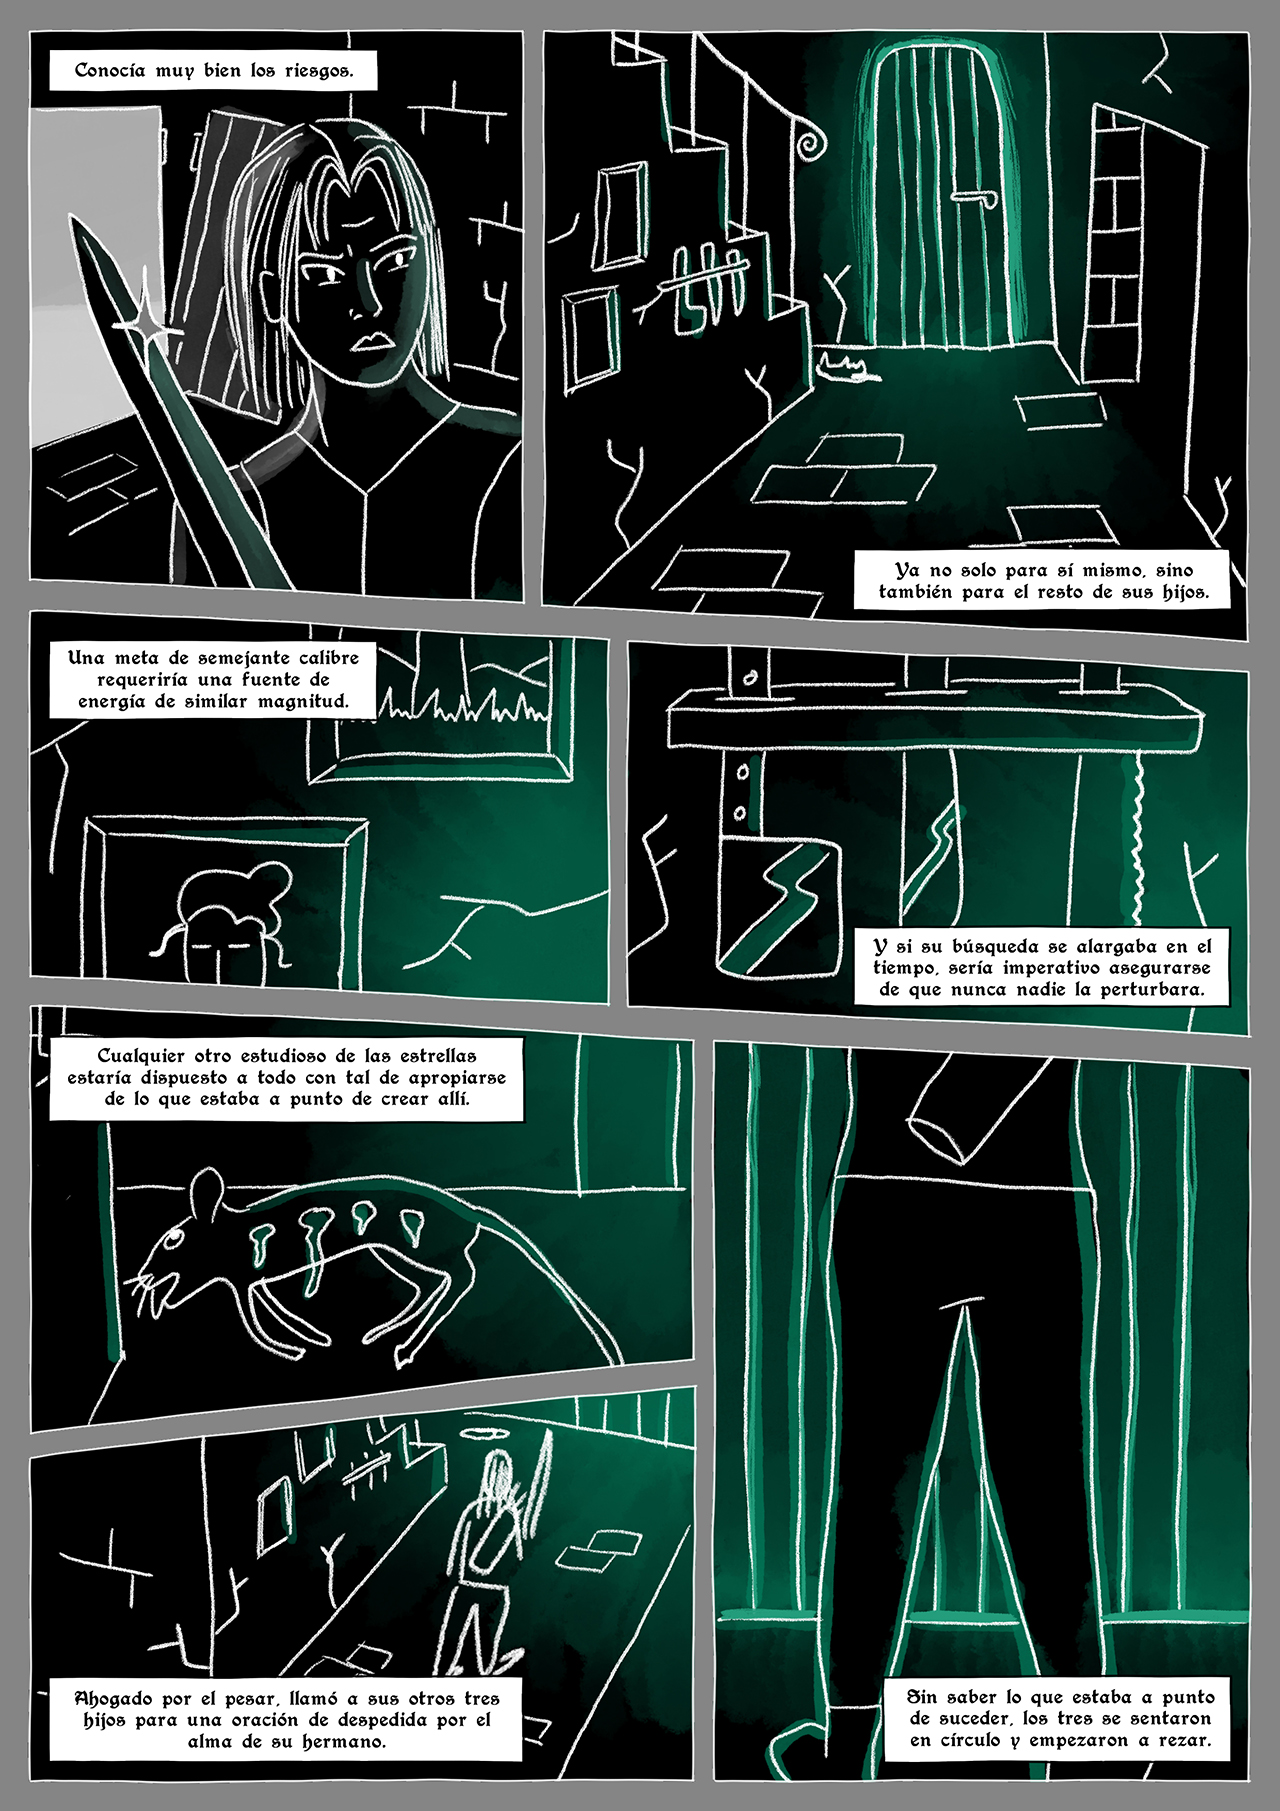 Conocía muy bien los riesgos.
Ya no solo para sí mismo, sino
también para el resto de sus hijos.
Una meta de semejante calibre
requeriría una fuente de
energía de similar magnitud.
Y si su búsqueda se alargaba en el
tiempo, sería imperativo asegurarse
de que nunca nadie la perturbara.
Cualquier otro estudioso de las estrellas
estaría dispuesto a todo con tal de apropiarse
de lo que estaba a punto de crear allí.
Ahogado por el pesar, llamó a sus otros tres
hijos para una oración de despedida por el
alma de su hermano.
Sin saber lo que estaba a punto
de suceder, los tres se sentaron
en círculo y empezaron a rezar.